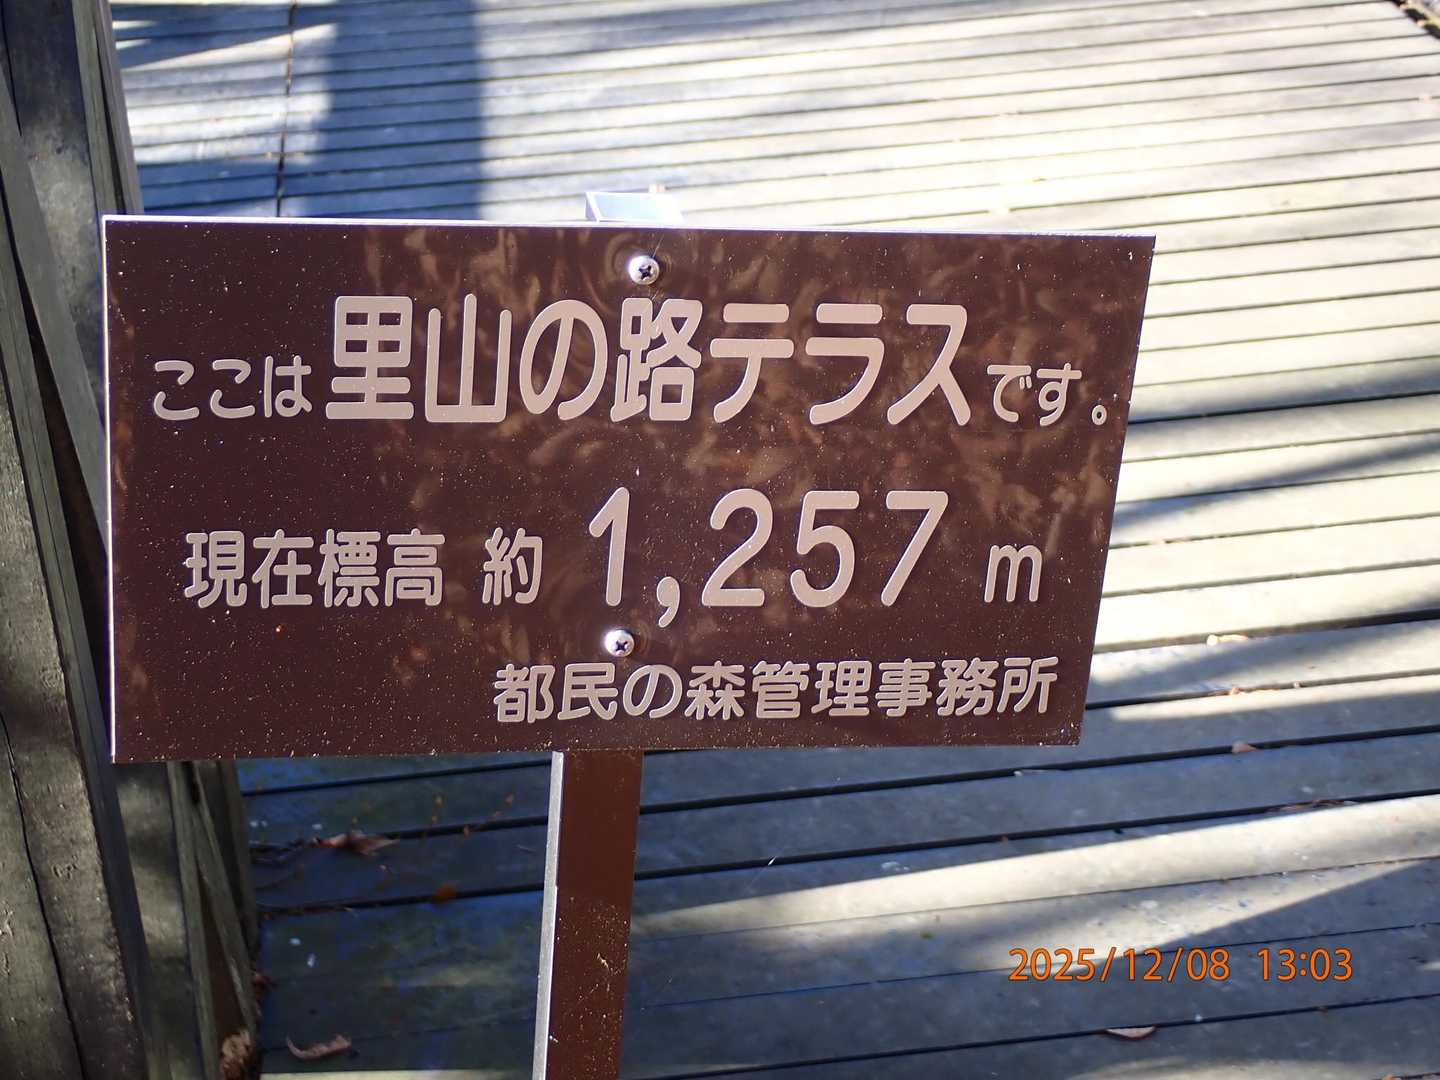 ここは里山の路テラスです。
現在標高 約 1,257 m
都民の森管理事務所
2025/12/08 13:03